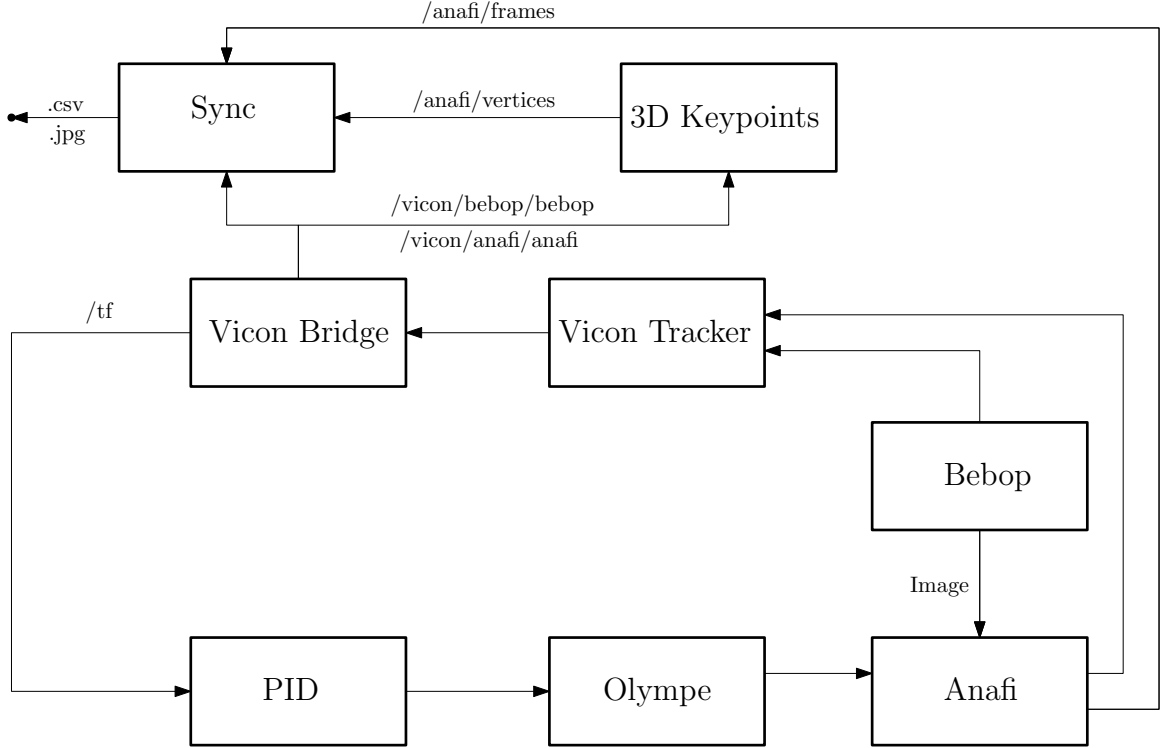 /anafi/frames
.csv
.jpg
Sync
/anafi/vertices
3D Keypoints
/vicon/bebop/bebop
/vicon/anafi/anafi
/tf
Vicon Bridge
Vicon Tracker
Bebop
Image
PID
Olympe
Anafi